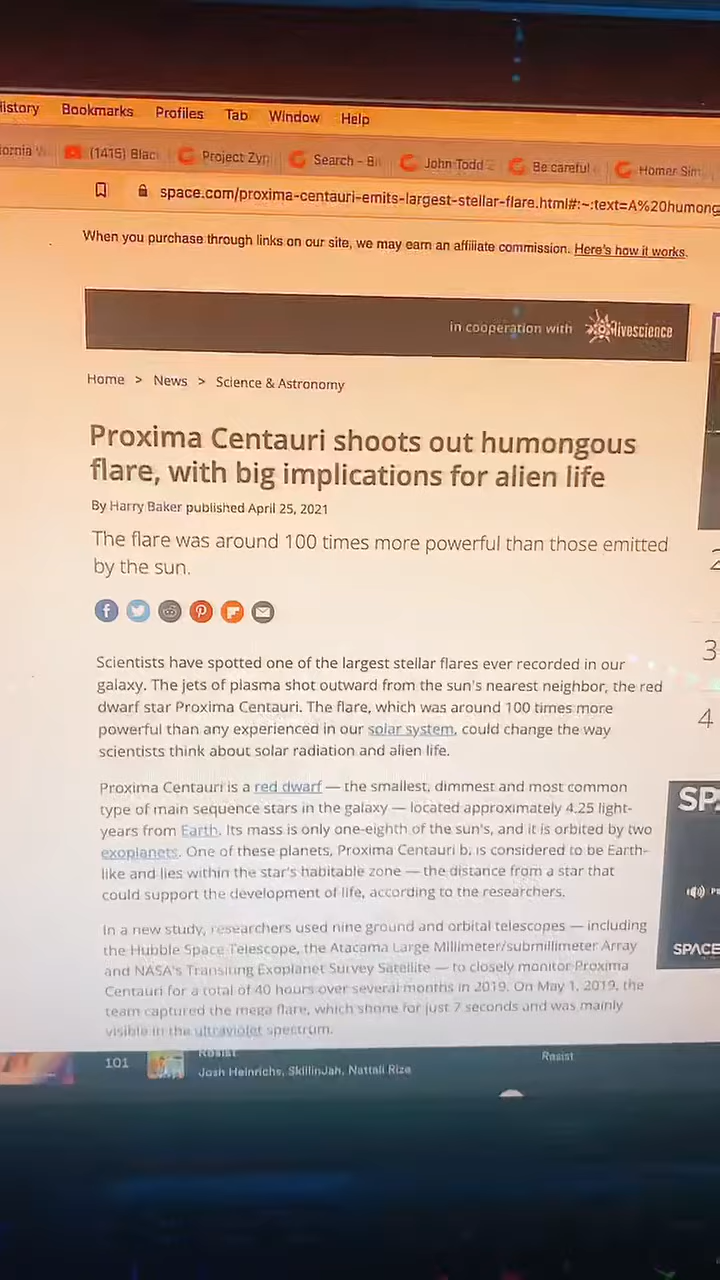 History Bookmarks Profiles Tab Window Help
(1415) Blac Project Zyn Search - Bi John Todd Be careful Homer Sim
space.com/proxima-centauri-emits-largest-stellar-flare.html#:~:text=A%20humong
When you purchase through links on our site, we may earn an affiliate commission. Here's how it works.
in cooperation with livescience
Home > News > Science & Astronomy
Proxima Centauri shoots out humongous
flare, with big implications for alien life
By Harry Baker published April 25, 2021
The flare was around 100 times more powerful than those emitted
by the sun.
Scientists have spotted one of the largest stellar flares ever recorded in our
galaxy. The jets of plasma shot outward from the sun's nearest neighbor, the red
dwarf star Proxima Centauri. The flare, which was around 100 times more
powerful than any experienced in our solar system, could change the way
scientists think about solar radiation and alien life.
Proxima Centauri is a red dwarf — the smallest, dimmest and most common
type of main sequence stars in the galaxy — located approximately 4.25 light-
years from Earth. Its mass is only one-eighth of the sun's, and it is orbited by two
exoplanets. One of these planets, Proxima Centauri b, is considered to be Earth-
like and lies within the star's habitable zone — the distance from a star that
could support the development of life, according to the researchers.
In a new study, researchers used nine ground and orbital telescopes — including
the Hubble Space Telescope, the Atacama Large Millimeter/submillimeter Array
and NASA's Transiting Exoplanet Survey Satellite — to closely monitor Proxima
Centauri for a total of 40 hours over several months in 2019. On May 1, 2019, the
team captured the mega flare, which shone for just 7 seconds and was mainly
visible in the ultraviolet spectrum.
2
3
4
SPA
SPACE
101 Resist Resist
Josh Heinrichs, SkillinJah, Nattali Rize